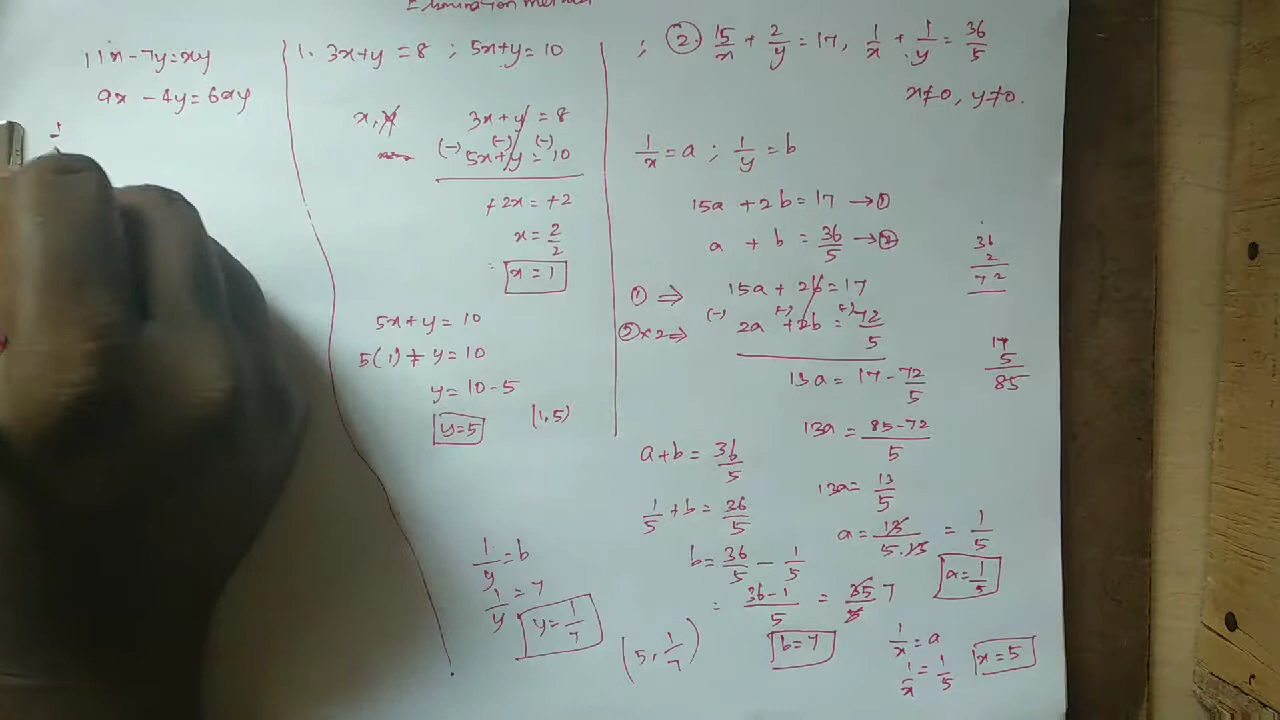 Elimination method
11x - 7y = xy
9x - 4y = 6xy
1. 3x+y = 8 ; 5x+y = 10
x, y
3x+y = 8
(-) (-) (-)
5x+y = 10
+2x = +2
x = 2/2
x = 1
5x+y = 10
5(1) + y = 10
y = 10 - 5
y = 5
(1, 5)
; 2. 15/x + 2/y = 17, 1/x + 1/y = 36/5
x≠0, y≠0.
1/x = a ; 1/y = b
15a + 2b = 17 → ①
a + b = 36/5 → ②
① ⇒ 15a + 2b = 17
(-) (-) (-)
②×2 ⇒ 2a + 2b = 72/5
13a = 17 - 72/5
13a = 85-72/5
13a = 13/5
a = 13/5.13 = 1/5
a = 1/5
36
2
72
17
5
85
a+b = 36/5
1/5 + b = 36/5
b = 36/5 - 1/5
= 36-1/5 = 35/5 7
b = 7
1/x = a
1/x = 1/5
x = 5
1/y = b
1/y = 7
y = 1/7
(5, 1/7)